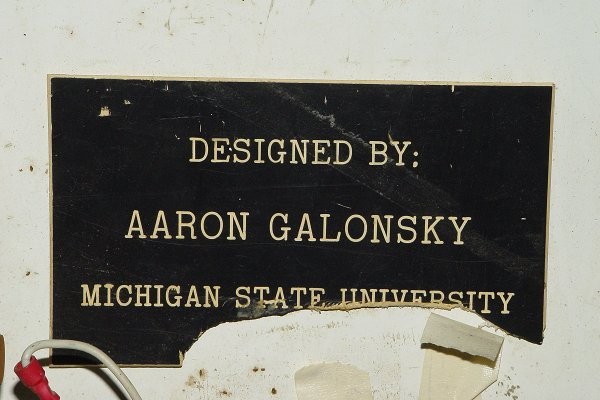 DESIGNED BY:
AARON GALONSKY
MICHIGAN STATE UNIVERSITY